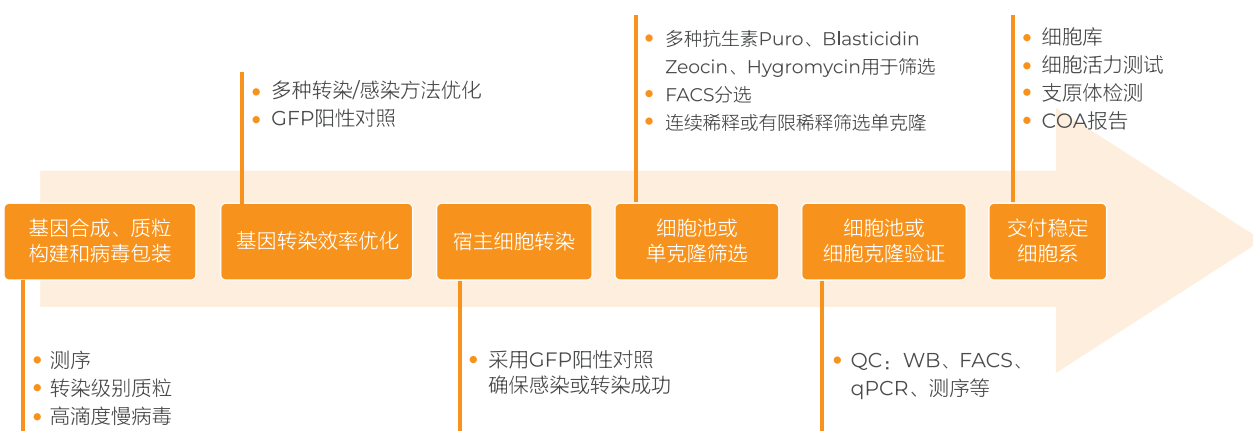 多种抗生素Puro、Blasticidin
Zeocin、Hygromycin用于筛选
FACS分选
连续稀释或有限稀释筛选单克隆
细胞库
细胞活力测试
支原体检测
COA报告
多种转染/感染方法优化
GFP阳性对照
基因合成、质粒
构建和病毒包装
基因转染效率优化
宿主细胞转染
细胞池或
单克隆筛选
细胞池或
细胞克隆验证
交付稳定
细胞系
测序
转染级别质粒
高滴度慢病毒
采用GFP阳性对照
确保感染或转染成功
QC：WB、FACS、
qPCR、测序等